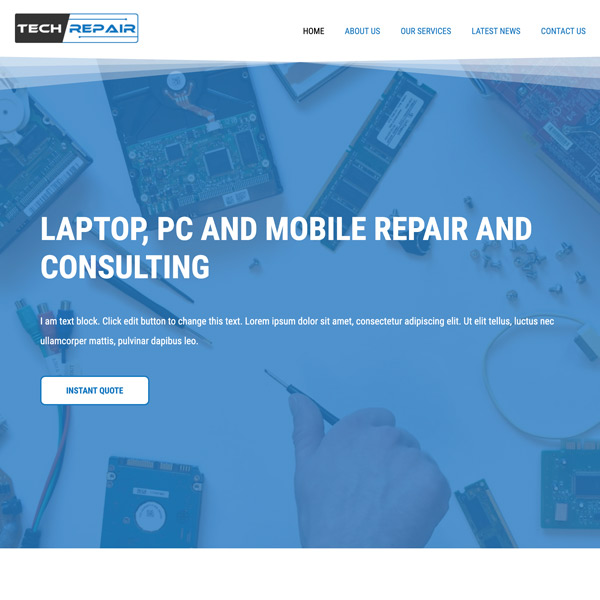 TECH REPAIR
HOME ABOUT US OUR SERVICES LATEST NEWS CONTACT US
LAPTOP, PC AND MOBILE REPAIR AND
CONSULTING
I am text block. Click edit button to change this text. Lorem ipsum dolor sit amet, consectetur adipiscing elit. Ut elit tellus, luctus nec
ullamcorper mattis, pulvinar dapibus leo.
INSTANT QUOTE